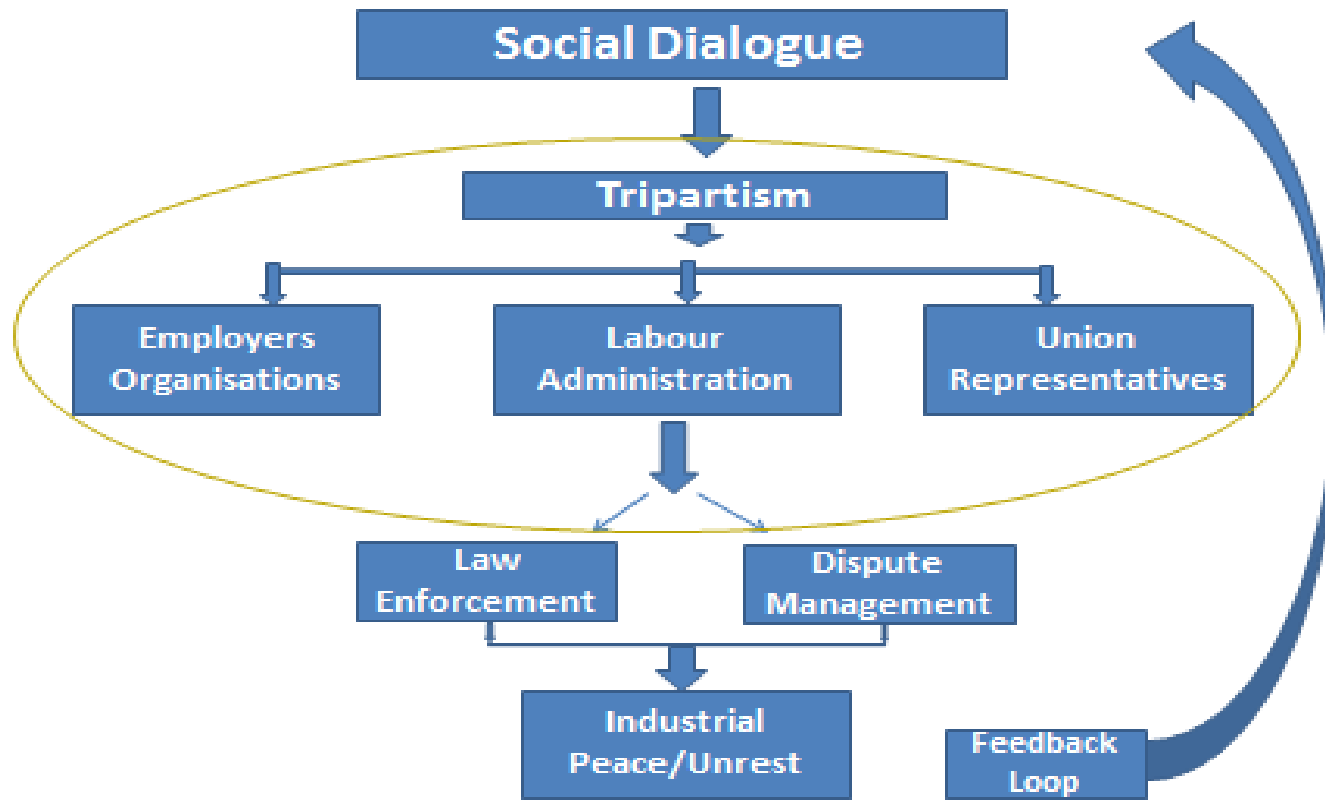 Social Dialogue
Tripartism
Employers
Organisations
Labour
Administration
Union
Representatives
Law
Enforcement
Dispute
Management
Industrial
Peace/Unrest
Feedback
Loop